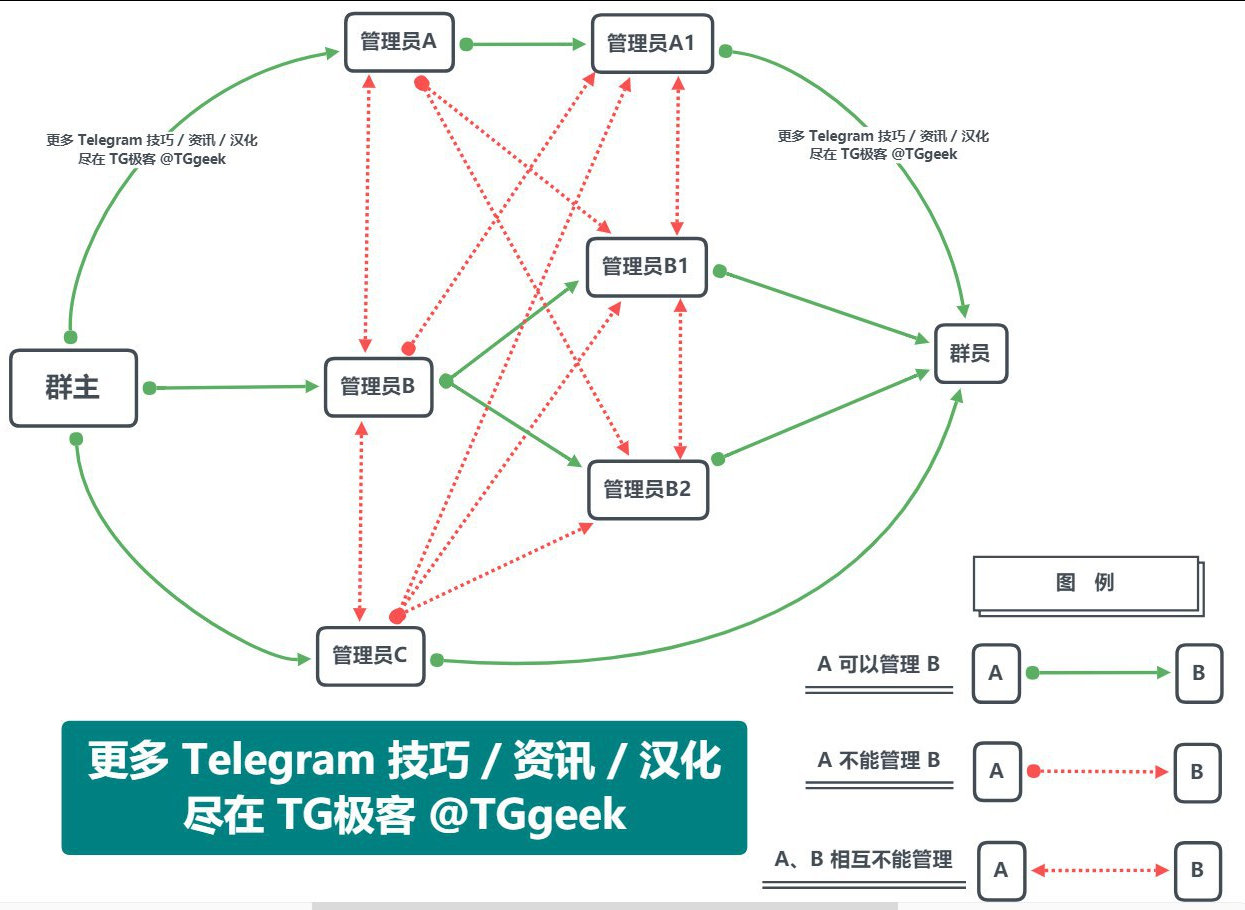 管理员A
管理员A1
更多 Telegram 技巧 / 资讯 / 汉化
尽在 TG极客 @TGgeek
更多 Telegram 技巧 / 资讯 / 汉化
尽在 TG极客 @TGgeek
管理员B1
群员
群主
管理员B
管理员B2
管理员C
图 例
A 可以管理 B
A
B
A 不能管理 B
A
B
A、B 相互不能管理
A
B
更多 Telegram 技巧 / 资讯 / 汉化
尽在 TG极客 @TGgeek